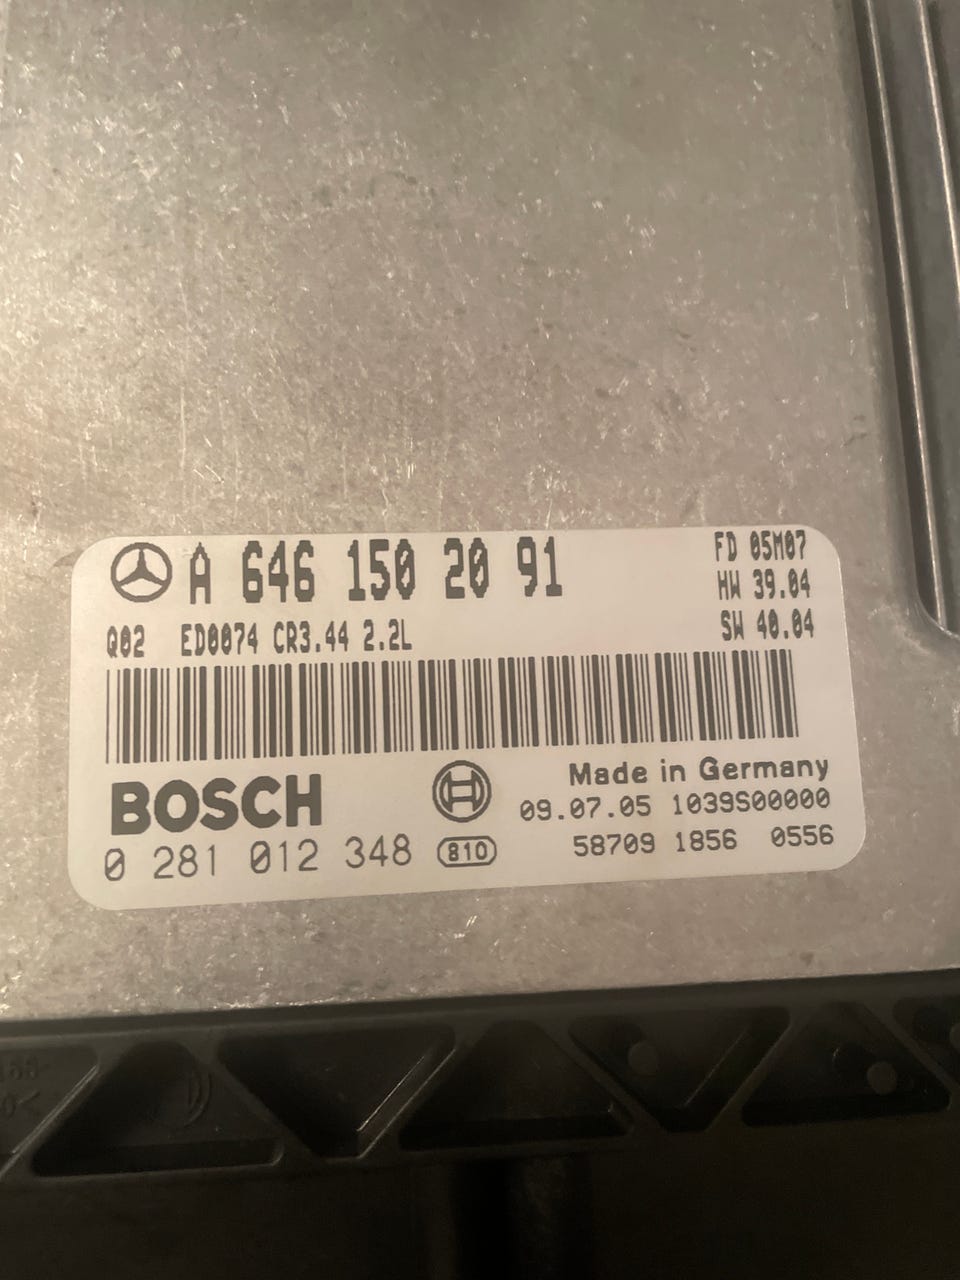 A 646 150 20 91
FD 05M07
HW 39.04
Q02 ED0074 CR3.44 2.2L
SW 40.04
BOSCH
Made in Germany
09.07.05 1039S00000
0 281 012 348 810
58709 1856 0556